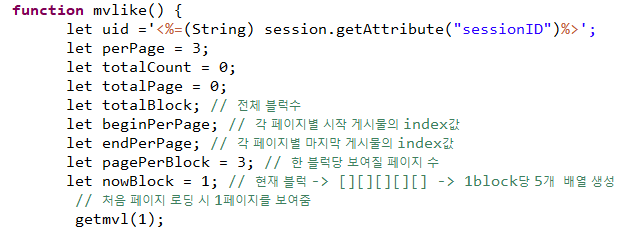 function mvlike() {
let uid ='<%=(String) session.getAttribute("sessionID")%>';
let perPage = 3;
let totalCount = 0;
let totalPage = 0;
let totalBlock; // 전체 블럭수
let beginPerPage; // 각 페이지별 시작 게시물의 index값
let endPerPage; // 각 페이지별 마지막 게시물의 index값
let pagePerBlock = 3; // 한 블럭당 보여질 페이지 수
let nowBlock = 1; // 현재 블럭 -> [][][][][] -> 1block당 5개 배열 생성
// 처음 페이지 로딩 시 1페이지를 보여줌
getmvl(1);